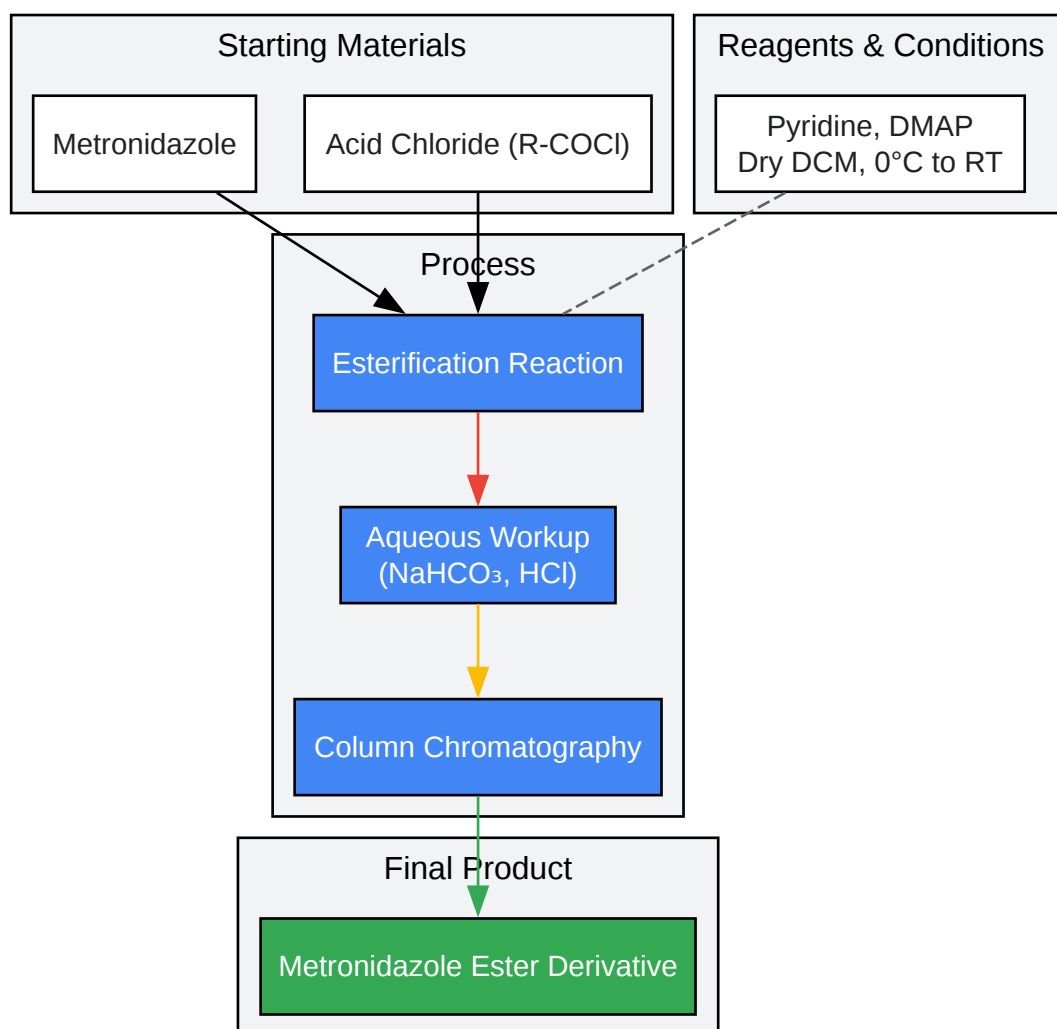 Starting Materials
Reagents & Conditions
Metronidazole
Acid Chloride (R-COCl)
Pyridine, DMAP
Dry DCM, 0°C to RT
Process
Esterification Reaction
Aqueous Workup
(NaHCO₃, HCl)
Column Chromatography
Final Product
Metronidazole Ester Derivative